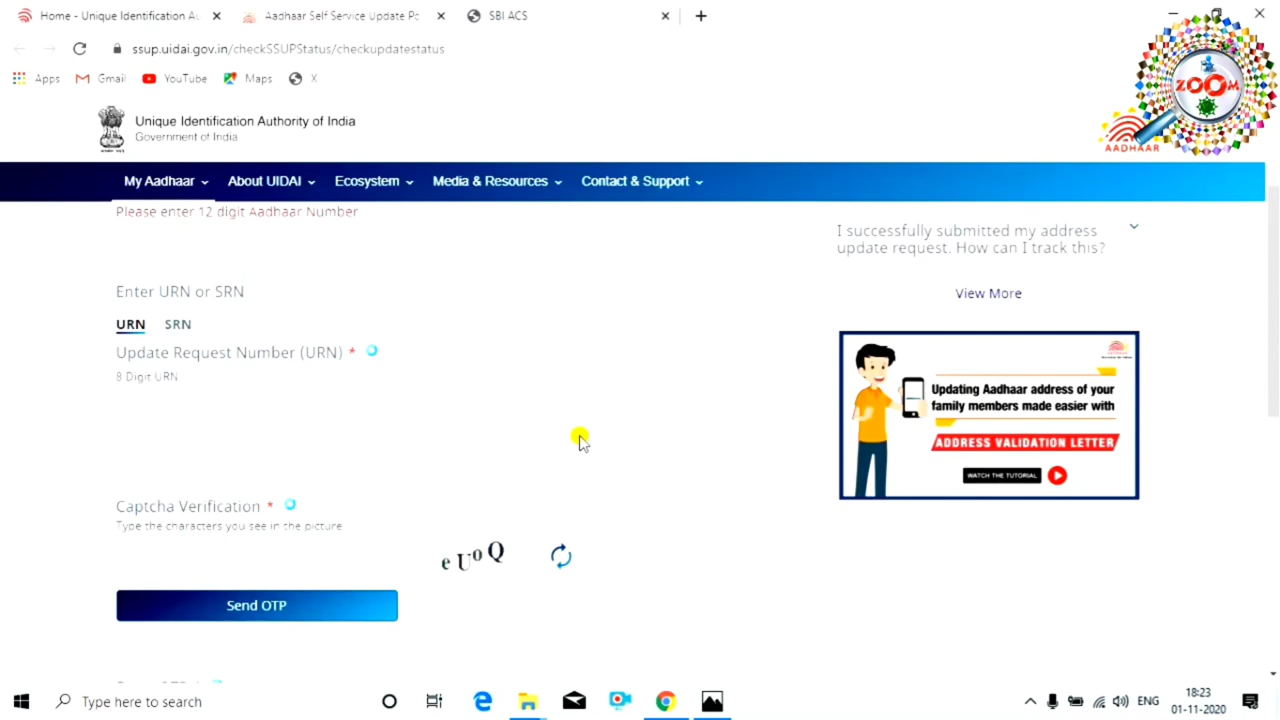 Home - Unique Identification Au
Aadhaar Self Service Update Po
SBI ACS
ssup.uidai.gov.in/checkSSUPStatus/checkupdatestatus
Apps
Gmail
YouTube
Maps
X
ZOOM
AADHAAR
Unique Identification Authority of India
Government of India
My Aadhaar
About UIDAI
Ecosystem
Media & Resources
Contact & Support
Please enter 12 digit Aadhaar Number
I successfully submitted my address
update request. How can I track this?
View More
Enter URN or SRN
URN SRN
Update Request Number (URN) *
8 Digit URN
Updating Aadhaar address of your
family members made easier with
ADDRESS VALIDATION LETTER
WATCH THE TUTORIAL
Captcha Verification *
Type the characters you see in the picture
e U o Q
Send OTP
Type here to search
ENG
18:23
01-11-2020